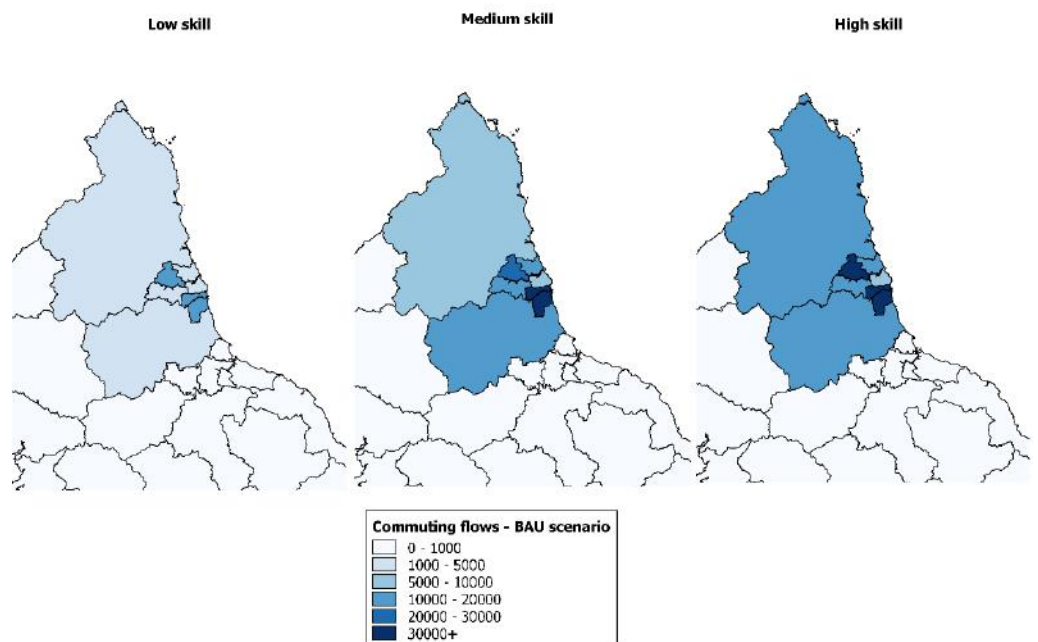 Low skill
Medium skill
High skill
Commuting flows - BAU scenario
0 - 1000
1000 - 5000
5000 - 10000
10000 - 20000
20000 - 30000
30000+